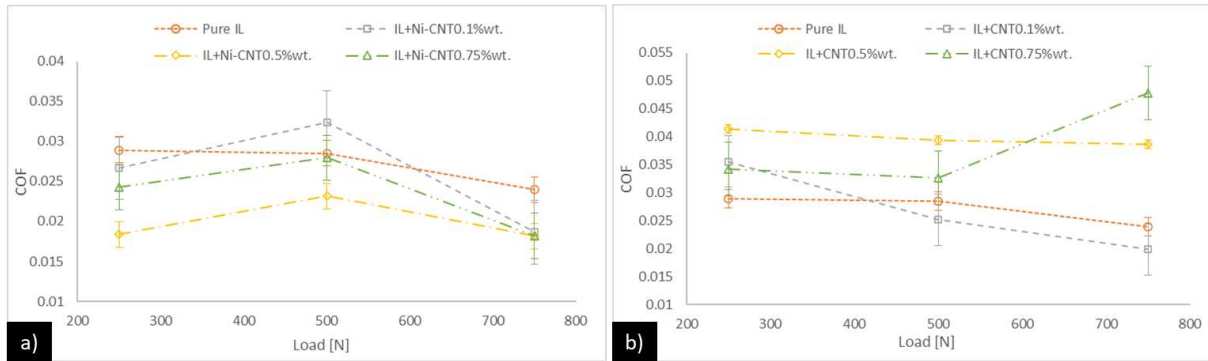 Pure IL
IL+Ni-CNT0.1%wt.
IL+Ni-CNT0.5%wt.
IL+Ni-CNT0.75%wt.
0.04
0.035
0.03
0.025
0.02
0.015
0.01
COF
200 300 400 500 600 700 800
Load [N]
a)
Pure IL
IL+CNT0.1%wt.
IL+CNT0.5%wt.
IL+CNT0.75%wt.
0.055
0.05
0.045
0.04
0.035
0.03
0.025
0.02
0.015
0.01
COF
200 300 400 500 600 700 800
Load [N]
b)